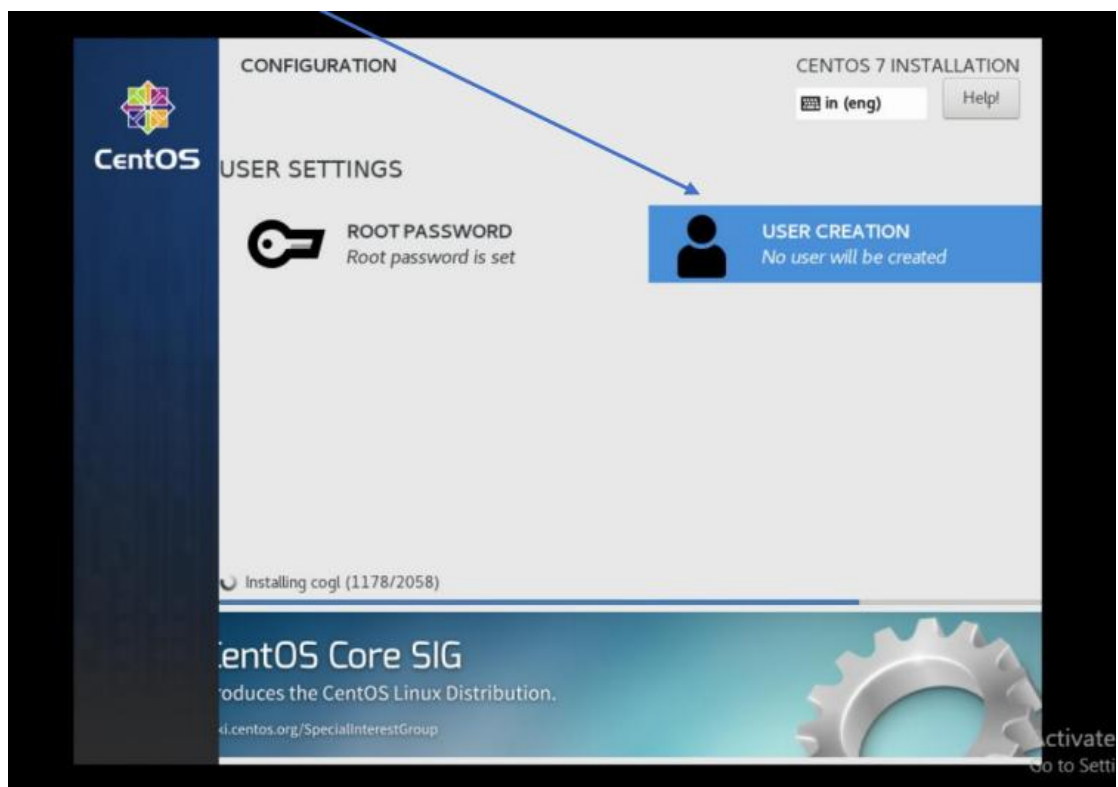 CONFIGURATION
CENTOS 7 INSTALLATION
in (eng)
Help!
CentOS
USER SETTINGS
ROOT PASSWORD
Root password is set
USER CREATION
No user will be created
Installing cogl (1178/2058)
entOS Core SIG
roduces the CentOS Linux Distribution.
ki.centos.org/SpecialInterestGroup
ctivate
Go to Setti